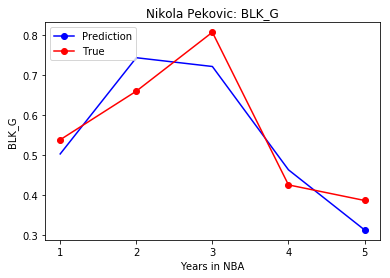 Nikola Pekovic: BLK_G
Prediction
True
0.8
0.7
0.6
0.5
0.4
0.3
BLK_G
1 2 3 4 5
Years in NBA